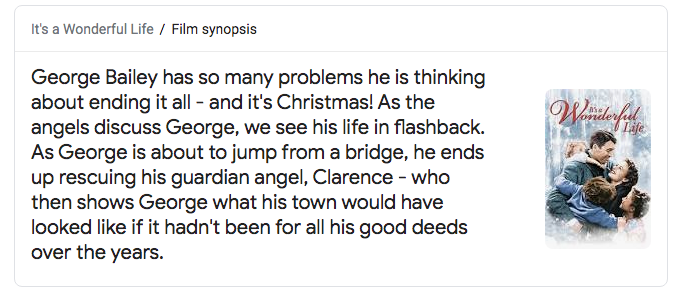 It's a Wonderful Life / Film synopsis
George Bailey has so many problems he is thinking
about ending it all - and it's Christmas! As the
angels discuss George, we see his life in flashback.
As George is about to jump from a bridge, he ends
up rescuing his guardian angel, Clarence - who
then shows George what his town would have
looked like if it hadn't been for all his good deeds
over the years.
It's a
Wonderful
Life